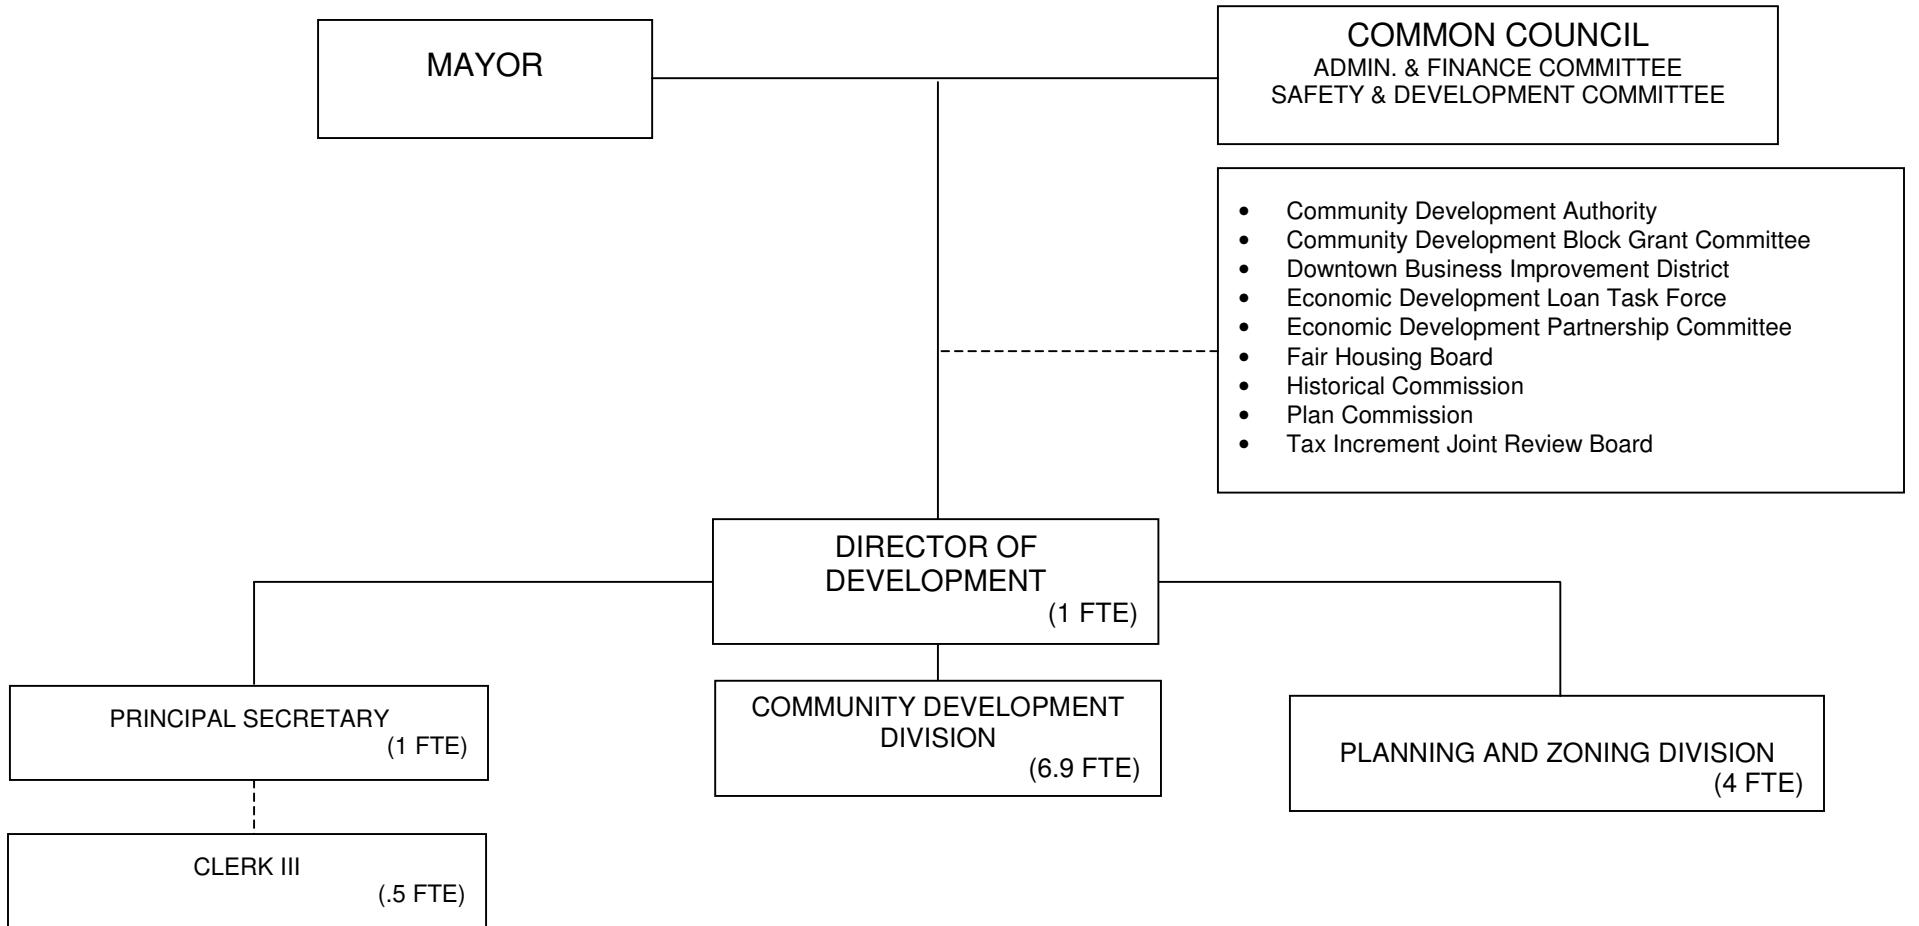 MAYOR
COMMON COUNCIL
ADMIN. & FINANCE COMMITTEE
SAFETY & DEVELOPMENT COMMITTEE
• Community Development Authority
• Community Development Block Grant Committee
• Downtown Business Improvement District
• Economic Development Loan Task Force
• Economic Development Partnership Committee
• Fair Housing Board
• Historical Commission
• Plan Commission
• Tax Increment Joint Review Board
DIRECTOR OF
DEVELOPMENT
(1 FTE)
PRINCIPAL SECRETARY
(1 FTE)
COMMUNITY DEVELOPMENT
DIVISION
(6.9 FTE)
PLANNING AND ZONING DIVISION
(4 FTE)
CLERK III
(.5 FTE)